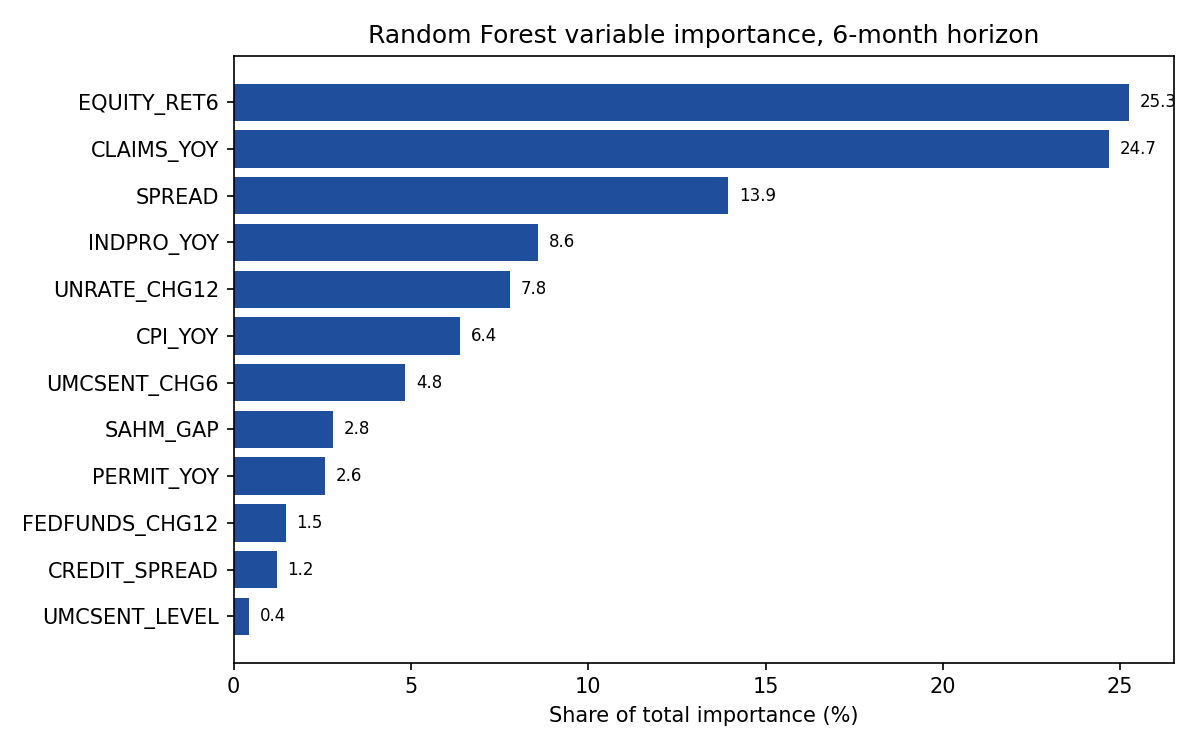 Random Forest variable importance, 6-month horizon
EQUITY_RET6 25.3
CLAIMS_YOY 24.7
SPREAD 13.9
INDPRO_YOY 8.6
UNRATE_CHG12 7.8
CPI_YOY 6.4
UMCSENT_CHG6 4.8
SAHM_GAP 2.8
PERMIT_YOY 2.6
FEDFUNDS_CHG12 1.5
CREDIT_SPREAD 1.2
UMCSENT_LEVEL 0.4
0 5 10 15 20 25
Share of total importance (%)